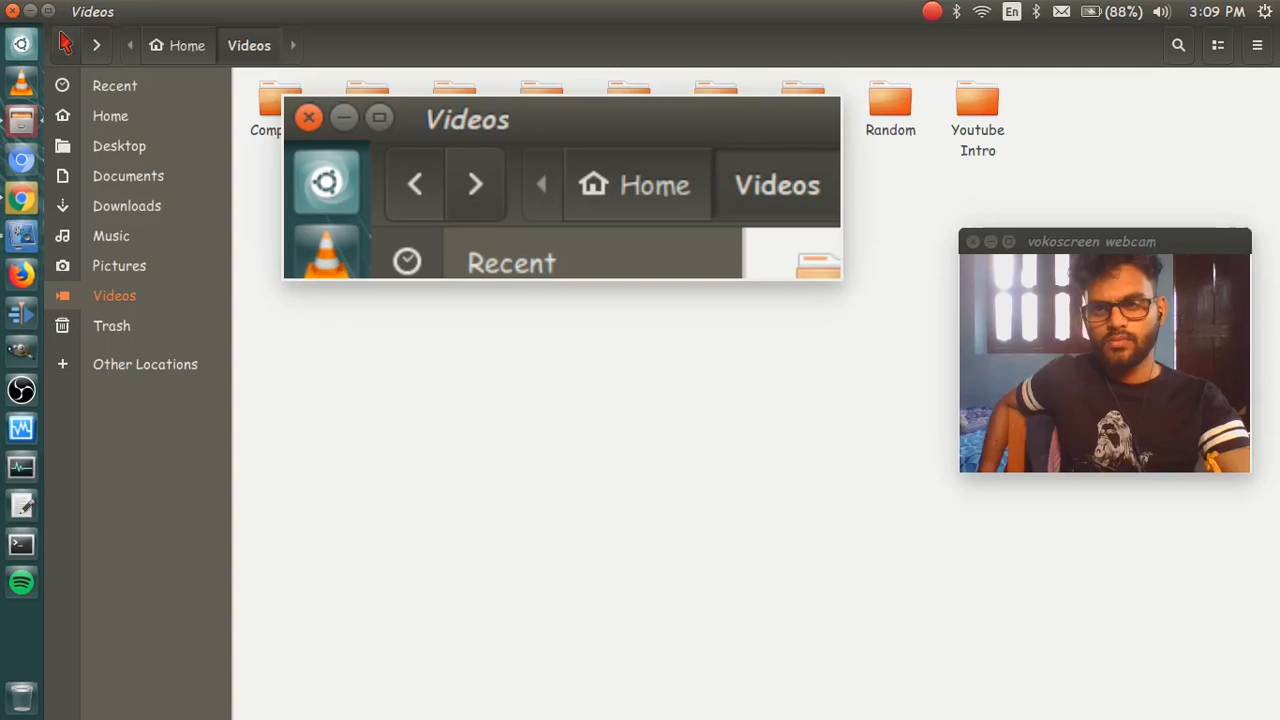 Videos
En
(88%)
3:09 PM
Home
Videos
Recent
Home
Desktop
Documents
Downloads
Music
Pictures
Videos
Trash
Other Locations
Comp
Random
Youtube
Intro
Videos
Home
Videos
Recent
vokoscreen webcam